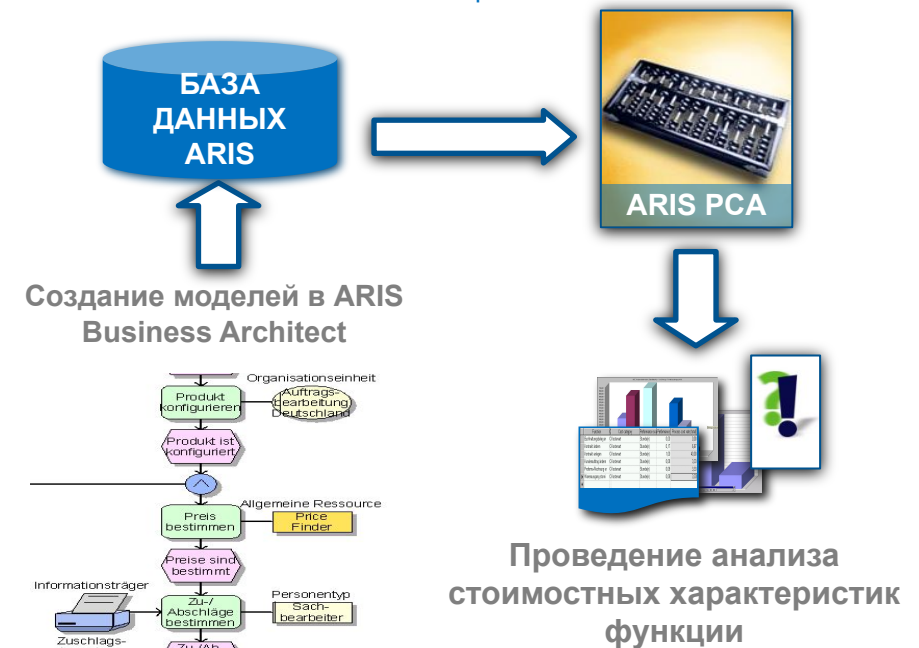 БАЗА
ДАННЫХ
ARIS
ARIS PCA
Создание моделей в ARIS
Business Architect
Organisationseinheit
Produkt
konfigurieren
Auftrags-
bearbeitung
Deutschland
Produkt ist
konfiguriert
Allgemeine Ressource
Preis
bestimmen
Price
Finder
Preise sind
bestimmt
Informationsträger
Personentyp
Zu-/
Abschläge
bestimmen
Sach-
bearbeiter
Zuschlags-
Проведение анализа
стоимостных характеристик
функции